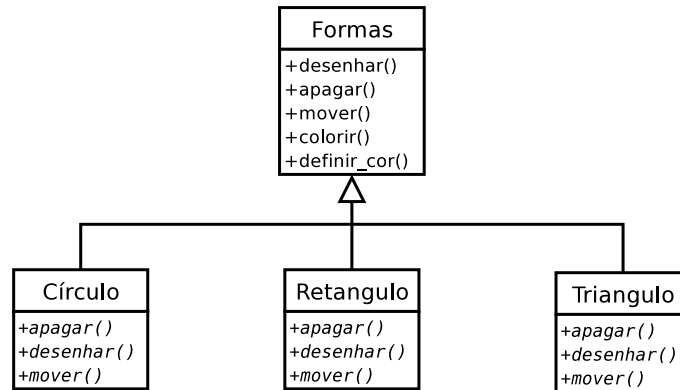 Formas
+desenhar()
+apagar()
+mover()
+colorir()
+definir_cor()
Círculo
+apagar()
+desenhar()
+mover()
Retangulo
+apagar()
+desenhar()
+mover()
Triangulo
+apagar()
+desenhar()
+mover()